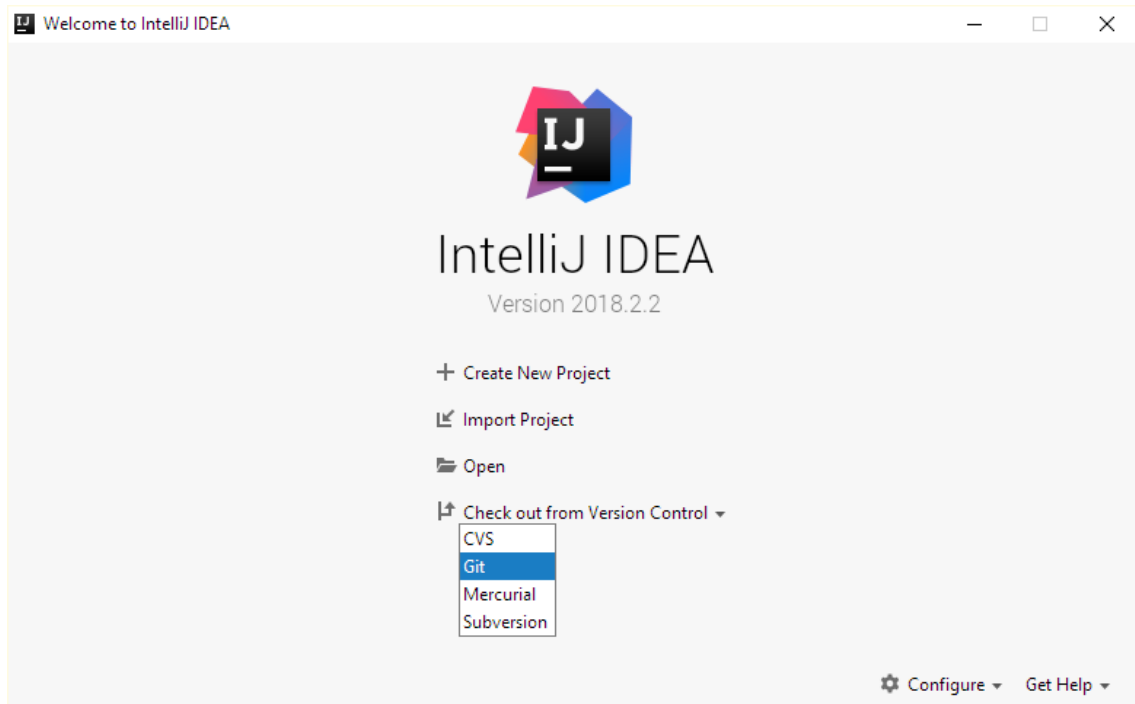 Welcome to IntelliJ IDEA
IJ
IntelliJ IDEA
Version 2018.2.2
Create New Project
Import Project
Open
Check out from Version Control
CVS
Git
Mercurial
Subversion
Configure Get Help